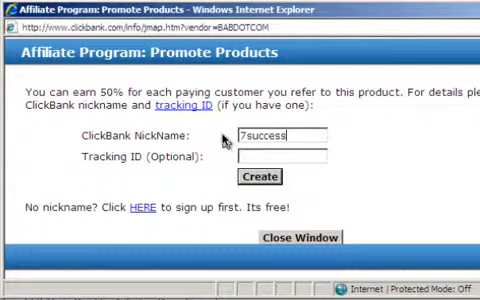 Affiliate Program: Promote Products - Windows Internet Explorer
http://www.clickbank.com/info/jmap.htm?vendor=BABDOTCOM
Affiliate Program: Promote Products
You can earn 50% for each paying customer you refer to this product. For details ple
ClickBank nickname and tracking ID (if you have one):
ClickBank NickName: 7success
Tracking ID (Optional):
Create
No nickname? Click HERE to sign up first. Its free!
Close Window
Internet | Protected Mode: Off